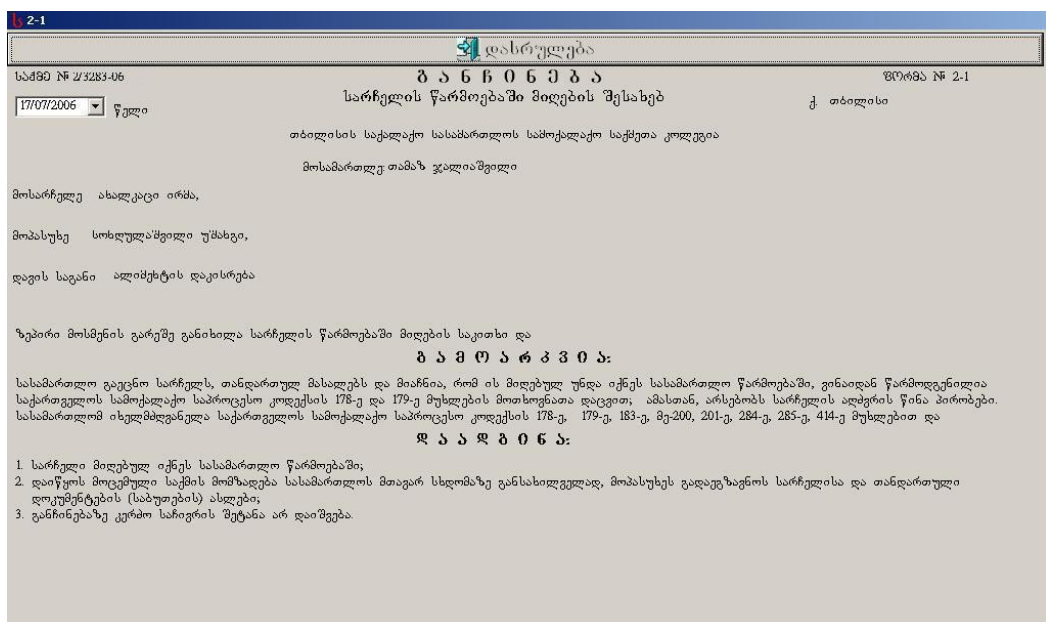 2-1
დასრულება
ᲡᲐᲥᲛᲔ № 2/3283-06
განჩინება
ᲤᲝᲠᲛᲐ № 2-1
სარჩელის წარმოებაში მიღების შესახებ
17/07/2006 წელი
ქ. თბილისი
თბილისის საქალაქო სასამართლოს სამოქალაქო საქმეთა კოლეგია
მოსამართლე: თამაზ ჯალიაშვილი
მოსარჩელე ახალკაცი ირმა,
მოპასუხე სოხლულაშვილი უშახგი,
დავის საგანი ალიმენტის დაკისრება
ზეპირი მოსმენის გარეშე განიხილა სარჩელის წარმოებაში მიღების საკითხი და
გამოარკვია:
სასამართლო გაეცნო სარჩელს, თანდართულ მასალებს და მიაჩნია, რომ ის მიღებულ უნდა იქნეს სასამართლო წარმოებაში, ვინაიდან წარმოდგენილია
საქართველოს სამოქალაქო საპროცესო კოდექსის 178-ე და 179-ე მუხლების მოთხოვნათა დაცვით; ამასთან, არსებობს სარჩელის აღძვრის წინა პირობები.
სასამართლომ იხელმძღვანელა საქართველოს სამოქალაქო საპროცესო კოდექსის 178-ე, 179-ე, 183-ე, მე-200, 201-ე, 284-ე, 285-ე, 414-ე მუხლებით და
დაადგინა:
1. სარჩელი მიღებულ იქნეს სასამართლო წარმოებაში;
2. დაიწყოს მოცემული საქმის მომზადება სასამართლოს მთავარ სხდომაზე განსახილველად, მოპასუხეს გადაეგზავნოს სარჩელისა და თანდართული
დოკუმენტების (საბუთების) ასლები;
3. განჩინებაზე კერძო საჩივრის შეტანა არ დაიშვება.